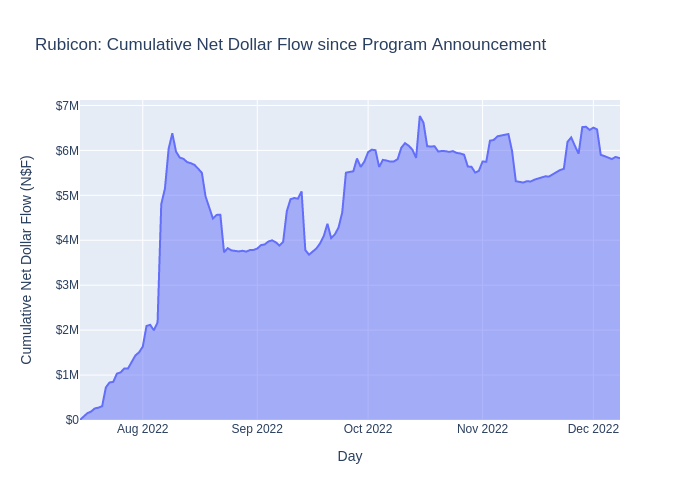 Rubicon: Cumulative Net Dollar Flow since Program Announcement
$7M
$6M
$5M
$4M
$3M
$2M
$1M
$0
Cumulative Net Dollar Flow (N$F)
Aug 2022
Sep 2022
Oct 2022
Nov 2022
Dec 2022
Day